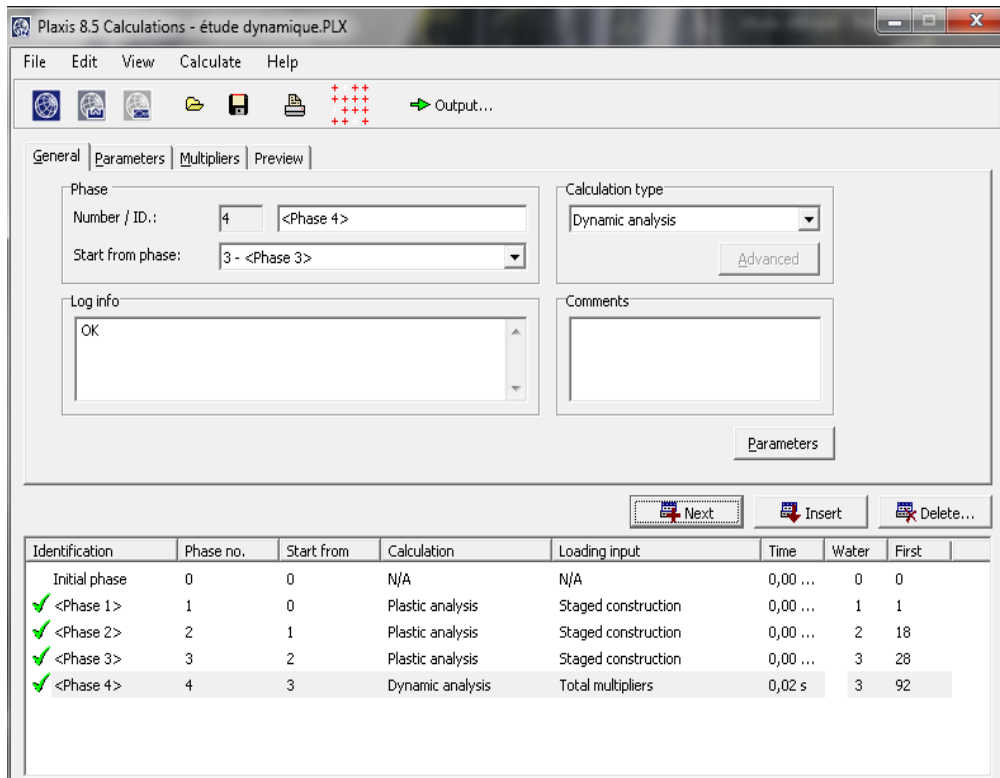 Plaxis 8.5 Calculations - étude dynamique.PLX
File Edit View Calculate Help
Output...
General Parameters Multipliers Preview
Phase
Number / ID.: 4 <Phase 4>
Start from phase: 3 - <Phase 3>
Calculation type
Dynamic analysis
Advanced
Log info
OK
Comments
Parameters
Next Insert Delete...
Identification Phase no. Start from Calculation Loading input Time Water First
Initial phase 0 0 N/A N/A 0,00 ... 0 0
<Phase 1> 1 0 Plastic analysis Staged construction 0,00 ... 1 1
<Phase 2> 2 1 Plastic analysis Staged construction 0,00 ... 2 18
<Phase 3> 3 2 Plastic analysis Staged construction 0,00 ... 3 28
<Phase 4> 4 3 Dynamic analysis Total multipliers 0,02 s 3 92